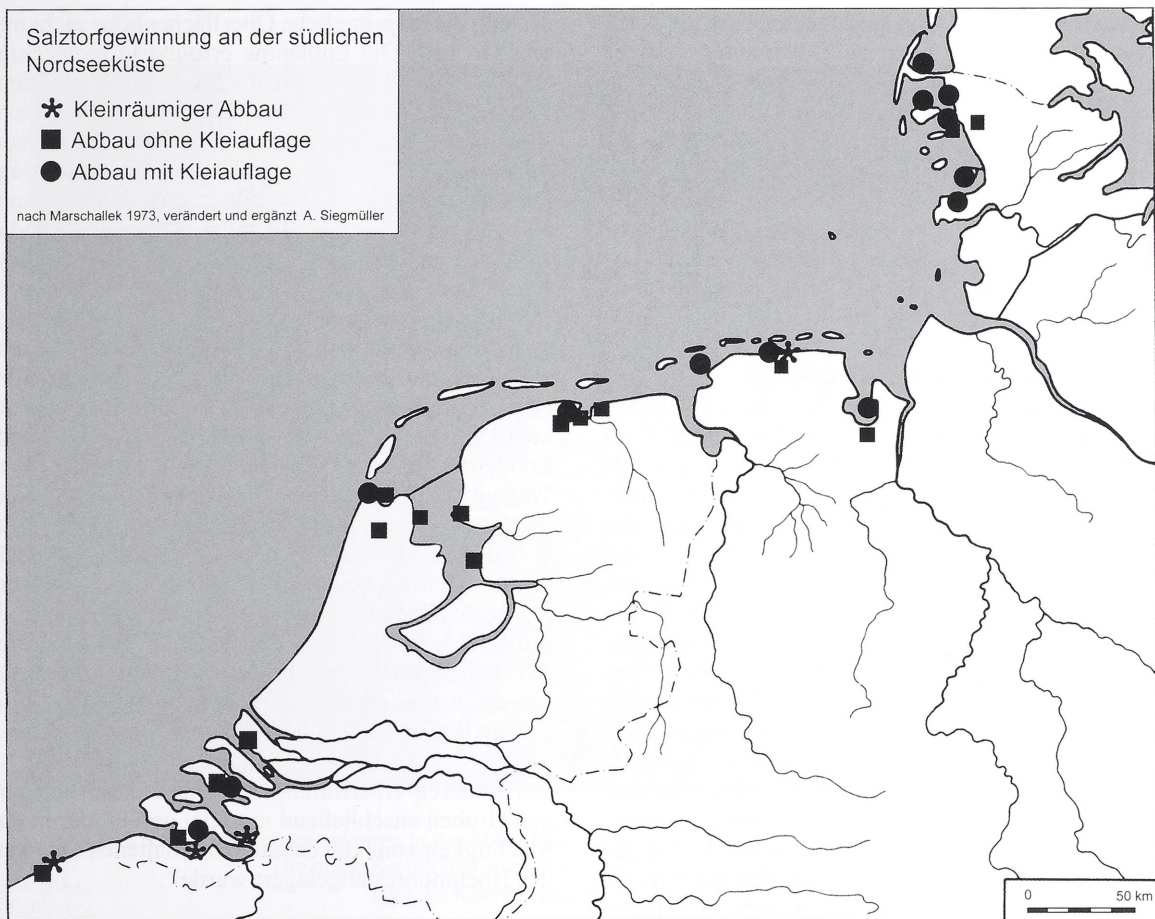 Salztorfgewinnung an der südlichen
Nordseeküste
Kleinräumiger Abbau
Abbau ohne Kleiauflage
Abbau mit Kleiauflage
nach Marschallek 1973, verändert und ergänzt A. Siegmüller
0 50 km